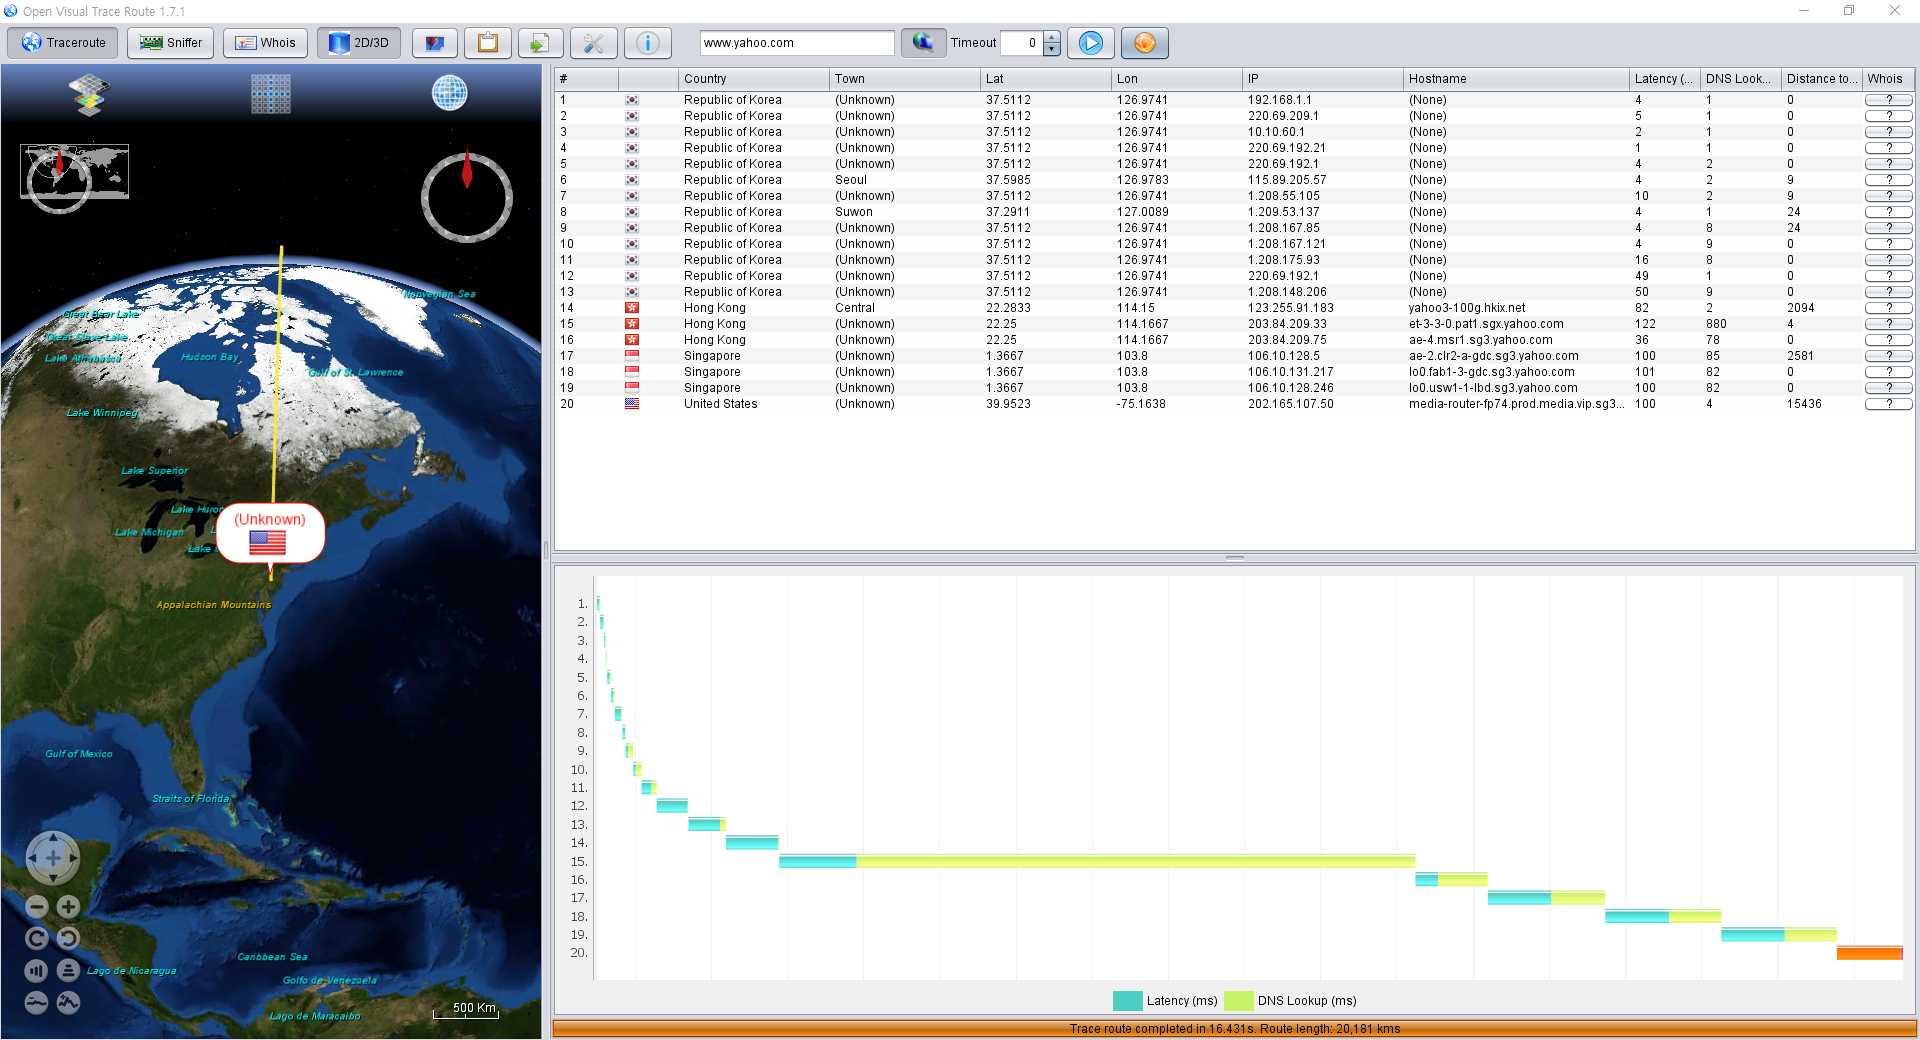 Open Visual Trace Route 1.7.1
Traceroute Sniffer Whois 2D/3D www.yahoo.com Timeout 0
# Country Town Lat Lon IP Hostname Latency (... DNS Look... Distance to... Whois
1 Republic of Korea (Unknown) 37.5112 126.9741 192.168.1.1 (None) 4 1 0 ?
2 Republic of Korea (Unknown) 37.5112 126.9741 220.69.209.1 (None) 5 1 0 ?
3 Republic of Korea (Unknown) 37.5112 126.9741 10.10.60.1 (None) 2 1 0 ?
4 Republic of Korea (Unknown) 37.5112 126.9741 220.69.192.21 (None) 1 1 0 ?
5 Republic of Korea (Unknown) 37.5112 126.9741 220.69.192.1 (None) 4 2 0 ?
6 Republic of Korea Seoul 37.5985 126.9783 115.89.205.57 (None) 4 2 9 ?
7 Republic of Korea (Unknown) 37.5112 126.9741 1.208.55.105 (None) 10 2 9 ?
8 Republic of Korea Suwon 37.2911 127.0089 1.209.53.137 (None) 4 1 24 ?
9 Republic of Korea (Unknown) 37.5112 126.9741 1.208.167.85 (None) 4 8 24 ?
10 Republic of Korea (Unknown) 37.5112 126.9741 1.208.167.121 (None) 4 9 0 ?
11 Republic of Korea (Unknown) 37.5112 126.9741 1.208.175.93 (None) 16 8 0 ?
12 Republic of Korea (Unknown) 37.5112 126.9741 220.69.192.1 (None) 49 1 0 ?
13 Republic of Korea (Unknown) 37.5112 126.9741 1.208.148.206 (None) 50 9 0 ?
14 Hong Kong Central 22.2833 114.15 123.255.91.183 yahoo3-100g.hkix.net 82 2 2094 ?
15 Hong Kong (Unknown) 22.25 114.1667 203.84.209.33 et-3-3-0.pat1.sgx.yahoo.com 122 880 4 ?
16 Hong Kong (Unknown) 22.25 114.1667 203.84.209.75 ae-4.msr1.sg3.yahoo.com 36 78 0 ?
17 Singapore (Unknown) 1.3667 103.8 106.10.128.5 ae-2.clr2-a-gdc.sg3.yahoo.com 100 85 2581 ?
18 Singapore (Unknown) 1.3667 103.8 106.10.131.217 lo0.fab1-3-gdc.sg3.yahoo.com 101 82 0 ?
19 Singapore (Unknown) 1.3667 103.8 106.10.128.246 lo0.usw1-1-lbd.sg3.yahoo.com 100 82 0 ?
20 United States (Unknown) 39.9523 -75.1638 202.165.107.50 media-router-fp74.prod.media.vip.sg3... 100 4 15436 ?
Norwegian Sea
Great Bear Lake
Great Slave Lake
Lake Athabasca
Hudson Bay
Gulf of St. Lawrence
Lake Winnipeg
Lake Superior
Lake Huron
(Unknown)
Lake Michigan
Lake
Appalachian Mountains
Gulf of Mexico
Straits of Florida
Caribbean Sea
Lago de Nicaragua
Golfo de Venezuela
500 Km
Lago de Maracaibo
1.
2.
3.
4.
5.
6.
7.
8.
9.
10.
11.
12.
13.
14.
15.
16.
17.
18.
19.
20.
Latency (ms) DNS Lookup (ms)
Trace route completed in 16.431s. Route length: 20,181 kms